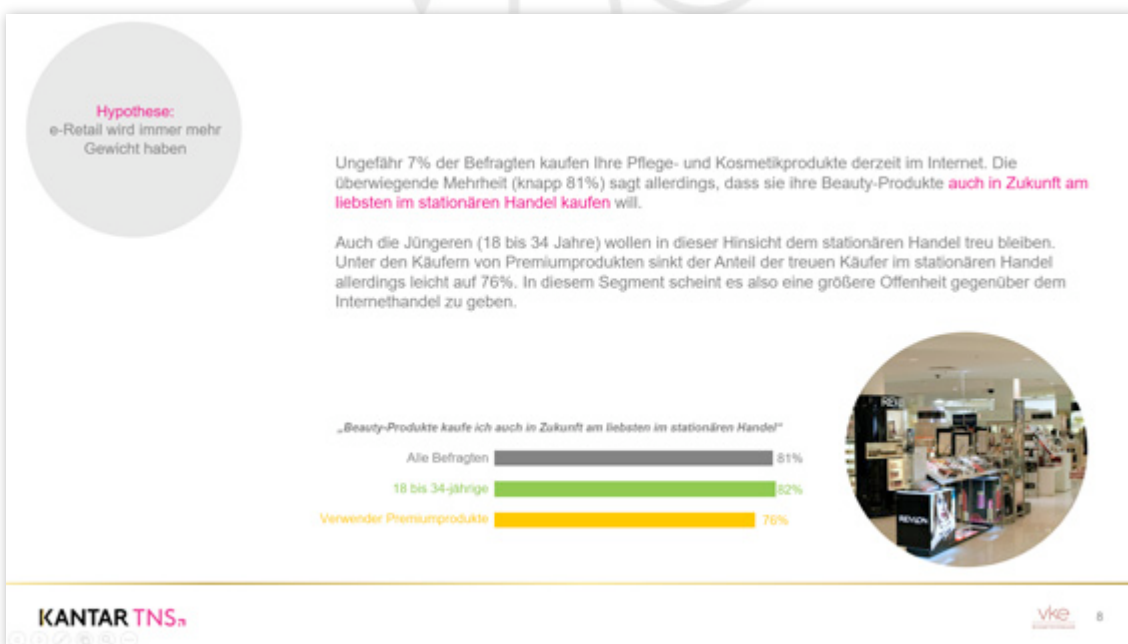 vke
Hypothese:
e-Retail wird immer mehr
Gewicht haben
Ungefähr 7% der Befragten kaufen Ihre Pflege- und Kosmetikprodukte derzeit im Internet. Die
überwiegende Mehrheit (knapp 81%) sagt allerdings, dass sie ihre Beauty-Produkte auch in Zukunft am
liebsten im stationären Handel kaufen will.
Auch die Jüngeren (18 bis 34 Jahre) wollen in dieser Hinsicht dem stationären Handel treu bleiben.
Unter den Käufern von Premiumprodukten sinkt der Anteil der treuen Käufer im stationären Handel
allerdings leicht auf 76%. In diesem Segment scheint es also eine größere Offenheit gegenüber dem
Internethandel zu geben.
„Beauty-Produkte kaufe ich auch in Zukunft am liebsten im stationären Handel“
Alle Befragten 81%
18 bis 34-jährige 82%
Verwender Premiumprodukte 76%
REVLON
KANTAR TNS
vke 8